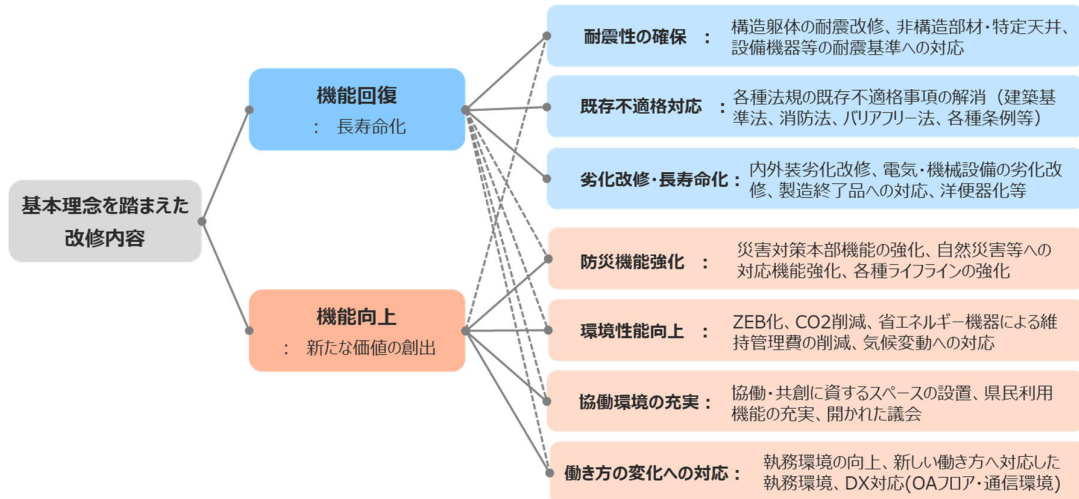 基本理念を踏まえた
改修内容
機能回復
： 長寿命化
機能向上
： 新たな価値の創出
耐震性の確保 ： 構造躯体の耐震改修、非構造部材・特定天井、
設備機器等の耐震基準への対応
既存不適格対応 ： 各種法規の既存不適格事項の解消（建築基
準法、消防法、バリアフリー法、各種条例等）
劣化改修・長寿命化： 内外装劣化改修、電気・機械設備の劣化改
修、製造終了品への対応、洋便器化等
防災機能強化 ： 災害対策本部機能の強化、自然災害等への
対応機能強化、各種ライフラインの強化
環境性能向上 ： ZEB化、CO2削減、省エネルギー機器による維
持管理費の削減、気候変動への対応
協働環境の充実： 協働・共創に資するスペースの設置、県民利用
機能の充実、開かれた議会
働き方の変化への対応： 執務環境の向上、新しい働き方へ対応した
執務環境、DX対応(OAフロア・通信環境)